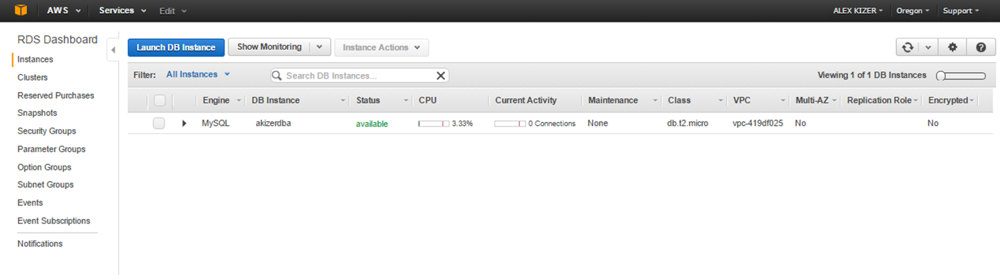 AWS Services Edit ALEX KIZER Oregon Support
RDS Dashboard
Instances
Clusters
Reserved Purchases
Snapshots
Security Groups
Parameter Groups
Option Groups
Subnet Groups
Events
Event Subscriptions
Notifications
Launch DB Instance Show Monitoring Instance Actions
Filter: All Instances Search DB Instances... Viewing 1 of 1 DB Instances
Engine DB Instance Status CPU Current Activity Maintenance Class VPC Multi-AZ Replication Role Encrypted
MySQL akizerdba available 3.33% 0 Connections None db.t2.micro vpc-419df025 No No